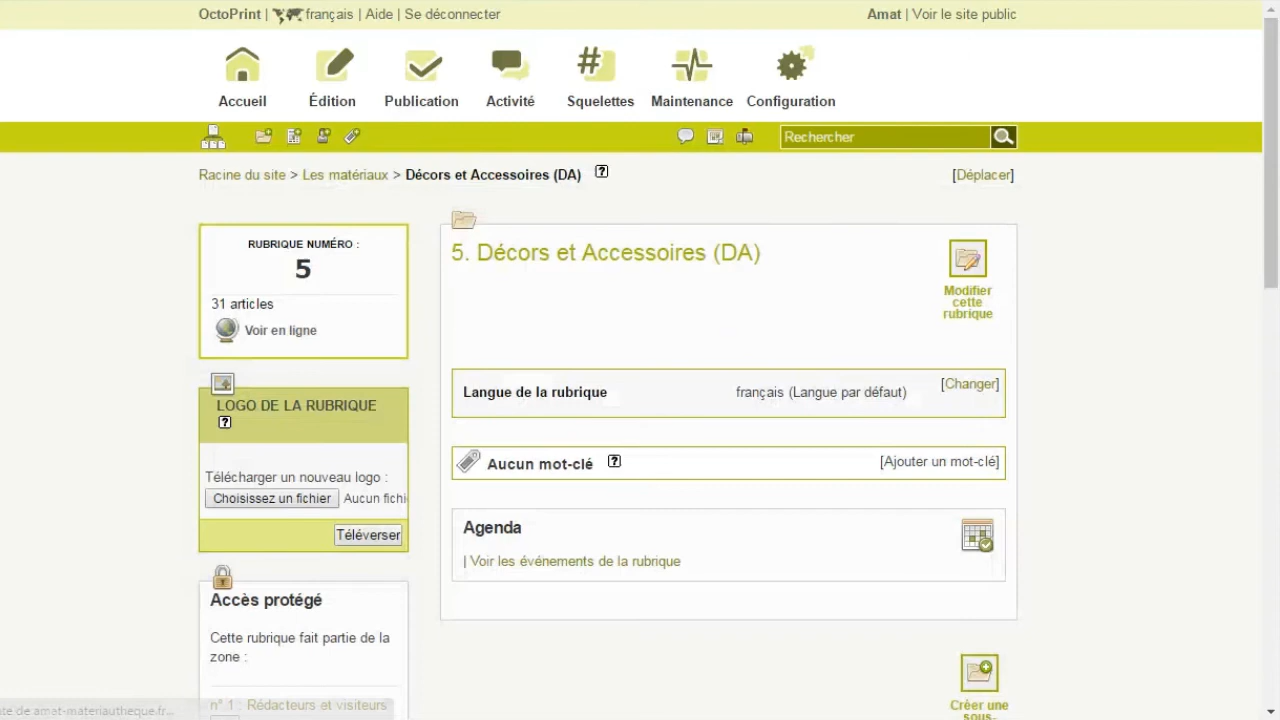 OctoPrint | français | Aide | Se déconnecter
Amat | Voir le site public
Accueil
Édition
Publication
Activité
Squelettes
Maintenance
Configuration
Rechercher
Racine du site > Les matériaux > Décors et Accessoires (DA) ?
[Déplacer]
RUBRIQUE NUMÉRO :
5
31 articles
Voir en ligne
5. Décors et Accessoires (DA)
Modifier
cette
rubrique
LOGO DE LA RUBRIQUE
?
Télécharger un nouveau logo :
Choisissez un fichier Aucun fichi
Téléverser
Langue de la rubrique
français (Langue par défaut)
[Changer]
Aucun mot-clé ?
[Ajouter un mot-clé]
Agenda
| Voir les événements de la rubrique
Accès protégé
Cette rubrique fait partie de la
zone :
n° 1 : Rédacteurs et visiteurs
Créer une
sous-
te de amat-materiautheque.fr...